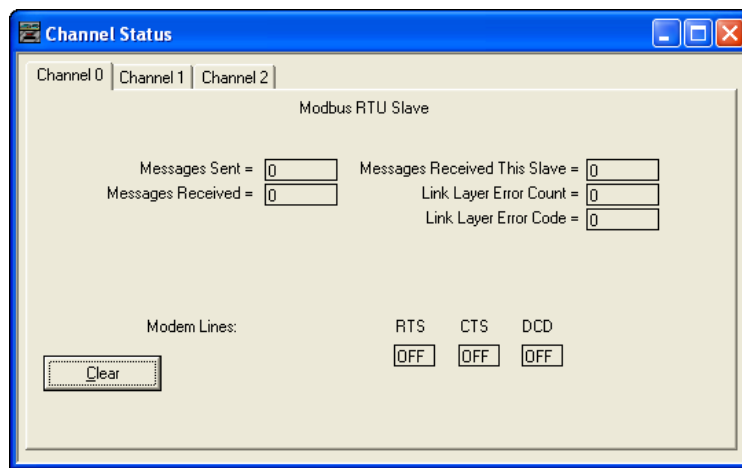 Channel Status
Channel 0 Channel 1 Channel 2
Modbus RTU Slave
Messages Sent = 0 Messages Received This Slave = 0
Messages Received = 0 Link Layer Error Count = 0
Link Layer Error Code = 0
Modem Lines: RTS CTS DCD
OFF OFF OFF
Clear